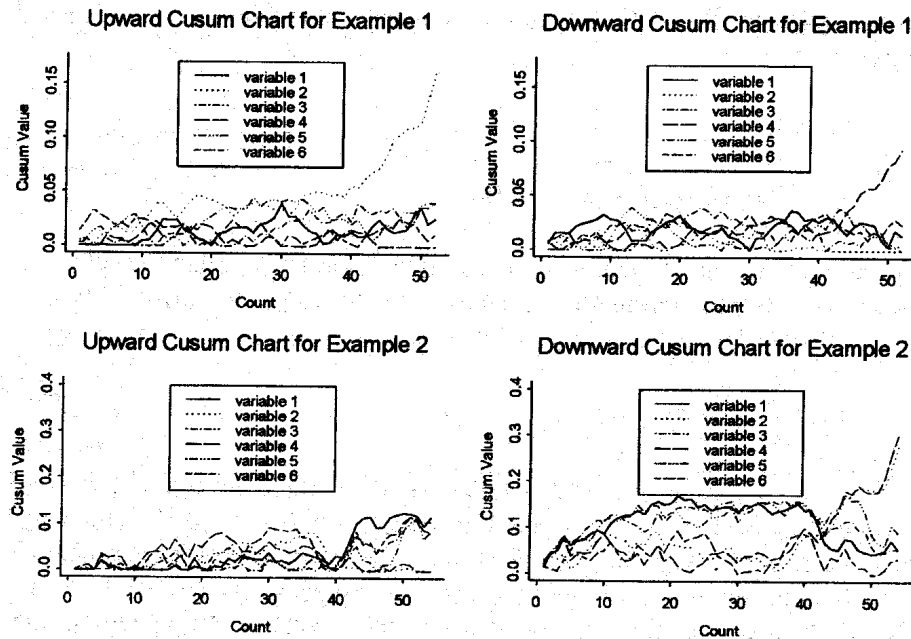 Upward Cusum Chart for Example 1
Cusum Value
0.15
0.10
0.05
0.0
variable 1
variable 2
variable 3
variable 4
variable 5
variable 6
0
10
20
30
40
50
Count
Downward Cusum Chart for Example 1
Cusum Value
0.15
0.10
0.05
0.0
variable 1
variable 2
variable 3
variable 4
variable 5
variable 6
0
10
20
30
40
50
Count
Upward Cusum Chart for Example 2
Cusum Value
0.4
0.3
0.2
0.1
0.0
variable 1
variable 2
variable 3
variable 4
variable 5
variable 6
0
10
20
30
40
50
Count
Downward Cusum Chart for Example 2
Cusum Value
0.4
0.3
0.2
0.1
0.0
variable 1
variable 2
variable 3
variable 4
variable 5
variable 6
0
10
20
30
40
50
Count